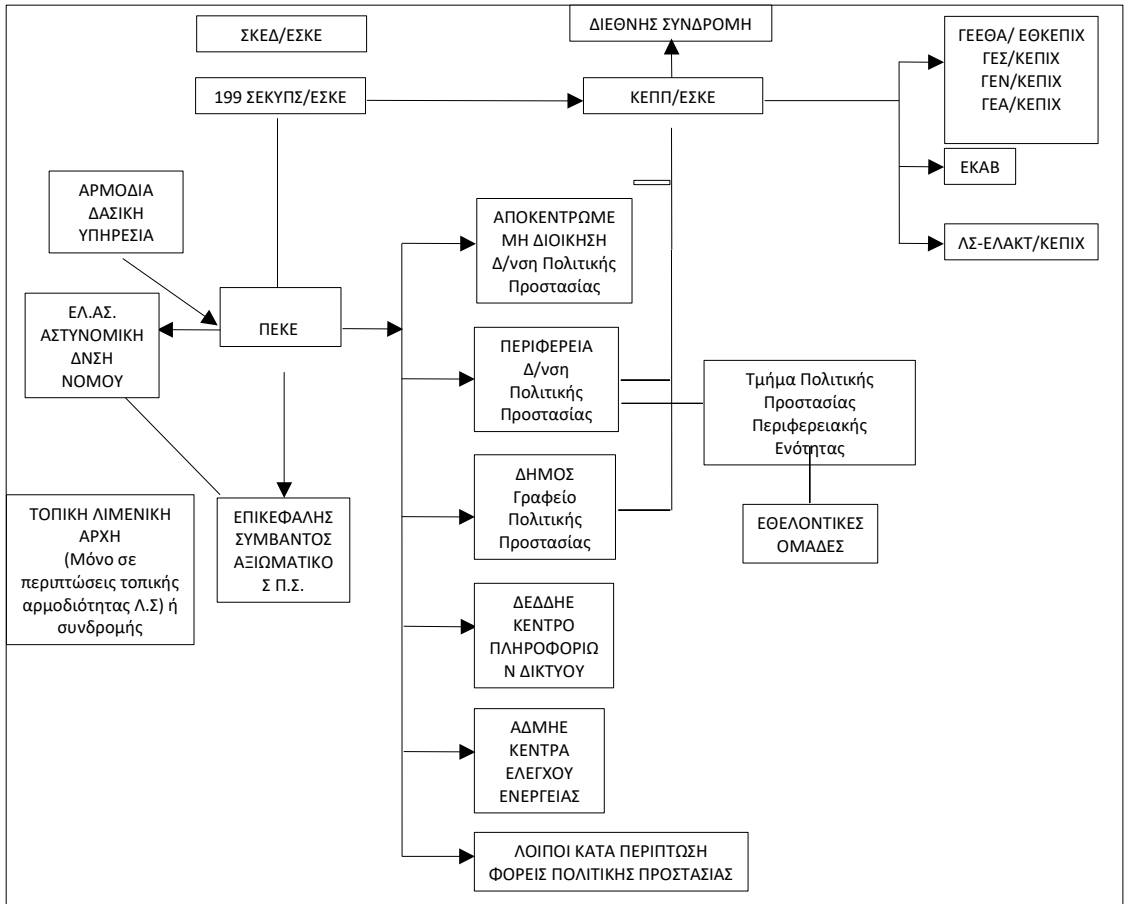 ΣΚΕΔ/ΕΣΚΕ
ΔΙΕΘΝΗΣ ΣΥΝΔΡΟΜΗ
ΓΕΕΘΑ/ ΕΘΚΕΠΙΧ
ΓΕΣ/ΚΕΠΙΧ
ΓΕΝ/ΚΕΠΙΧ
ΓΕΑ/ΚΕΠΙΧ
199 ΣΕΚΥΠΣ/ΕΣΚΕ
ΚΕΠΠ/ΕΣΚΕ
ΕΚΑΒ
ΛΣ-ΕΛΑΚΤ/ΚΕΠΙΧ
ΑΡΜΟΔΙΑ
ΔΑΣΙΚΗ
ΥΠΗΡΕΣΙΑ
ΑΠΟΚΕΝΤΡΩΜΕ
ΜΗ ΔΙΟΙΚΗΣΗ
Δ/νση Πολιτικής
Προστασίας
ΕΛ.ΑΣ.
ΑΣΤΥΝΟΜΙΚΗ
ΔΝΣΗ
ΝΟΜΟΥ
ΠΕΚΕ
ΠΕΡΙΦΕΡΕΙΑ
Δ/νση
Πολιτικής
Προστασίας
Τμήμα Πολιτικής
Προστασίας
Περιφερειακής
Ενότητας
ΤΟΠΙΚΗ ΛΙΜΕΝΙΚΗ
ΑΡΧΗ
(Μόνο σε
περιπτώσεις τοπικής
αρμοδιότητας Λ.Σ) ή
συνδρομής
ΕΠΙΚΕΦΑΛΗΣ
ΣΥΜΒΑΝΤΟΣ
ΑΞΙΩΜΑΤΙΚΟ
Σ Π.Σ.
ΔΗΜΟΣ
Γραφείο
Πολιτικής
Προστασίας
ΕΘΕΛΟΝΤΙΚΕΣ
ΟΜΑΔΕΣ
ΔΕΔΔΗΕ
ΚΕΝΤΡΟ
ΠΛΗΡΟΦΟΡΙΩ
Ν ΔΙΚΤΥΟΥ
ΑΔΜΗΕ
ΚΕΝΤΡΑ
ΕΛΕΓΧΟΥ
ΕΝΕΡΓΕΙΑΣ
ΛΟΙΠΟΙ ΚΑΤΑ ΠΕΡΙΠΤΩΣΗ
ΦΟΡΕΙΣ ΠΟΛΙΤΙΚΗΣ ΠΡΟΣΤΑΣΙΑΣ